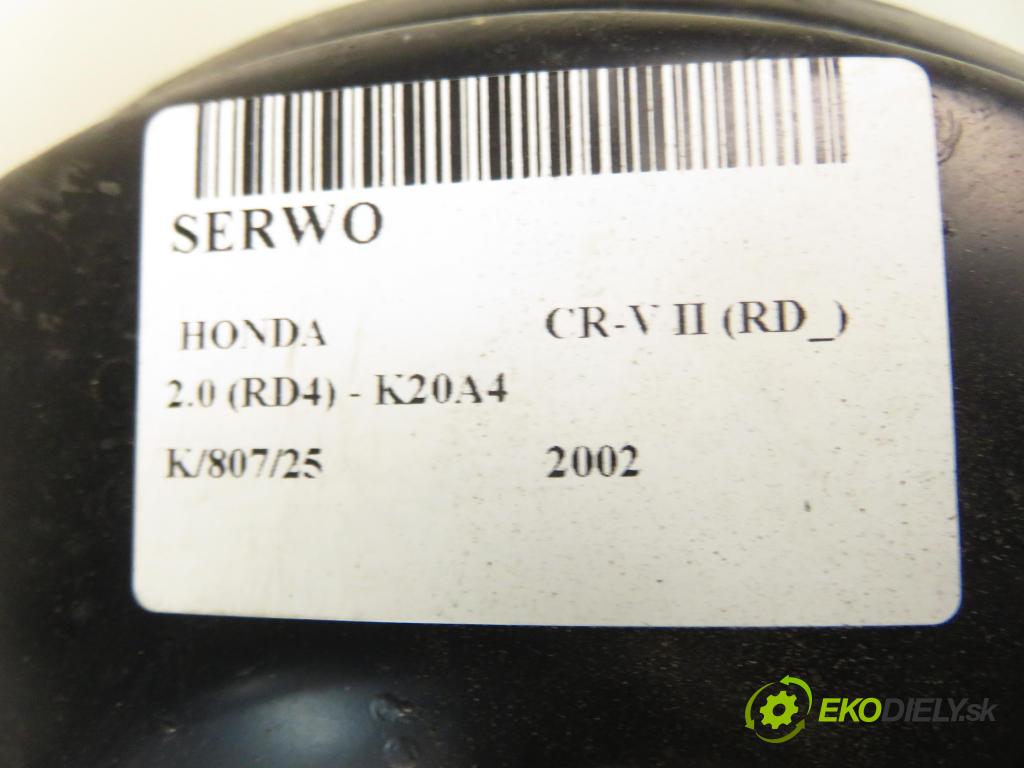 SERWO
HONDA CR-V II (RD_)
2.0 (RD4) - K20A4
K/807/25 2002
EKODIELY.sk